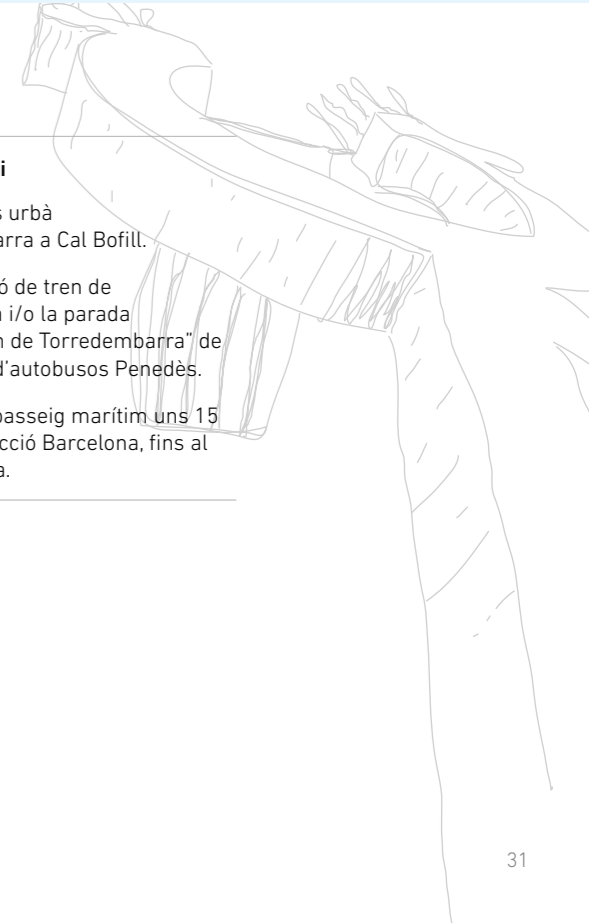 i
s urbà
arra a Cal Bofill.
ó de tren de
i/o la parada
n de Torredembarra” de
d’autobusos Penedès.
passeig marítim uns 15
cció Barcelona, fins al
a.
31